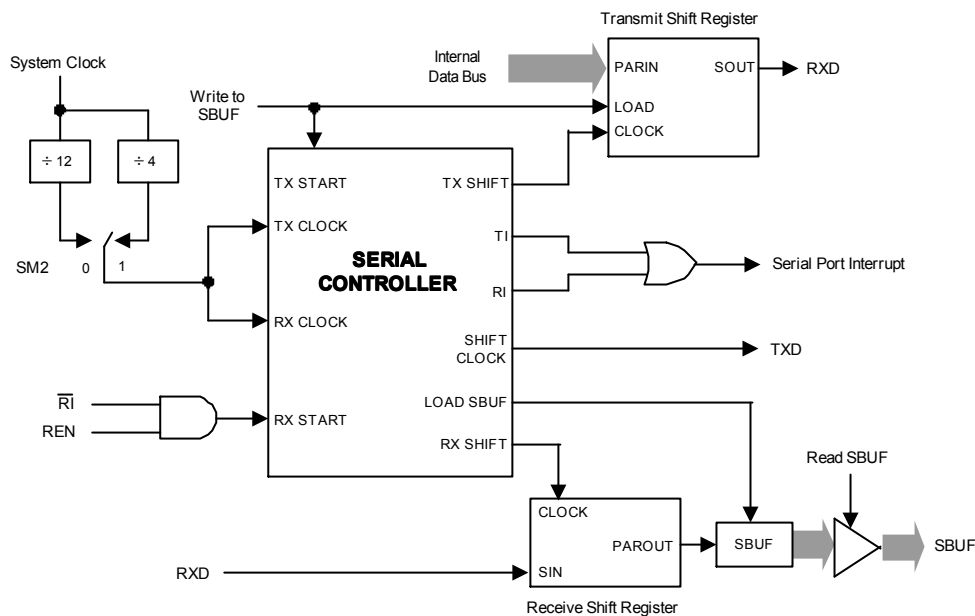 Transmit Shift Register
System Clock
Internal
Data Bus
PARIN
SOUT
RXD
Write to
SBUF
LOAD
CLOCK
÷ 12
÷ 4
TX START
TX SHIFT
TX CLOCK
TI
SERIAL
CONTROLLER
Serial Port Interrupt
SM2
0
1
RI
RX CLOCK
SHIFT
CLOCK
TXD
R̅I̅
REN
RX START
LOAD SBUF
RX SHIFT
Read SBUF
CLOCK
PAROUT
SBUF
SBUF
RXD
SIN
Receive Shift Register